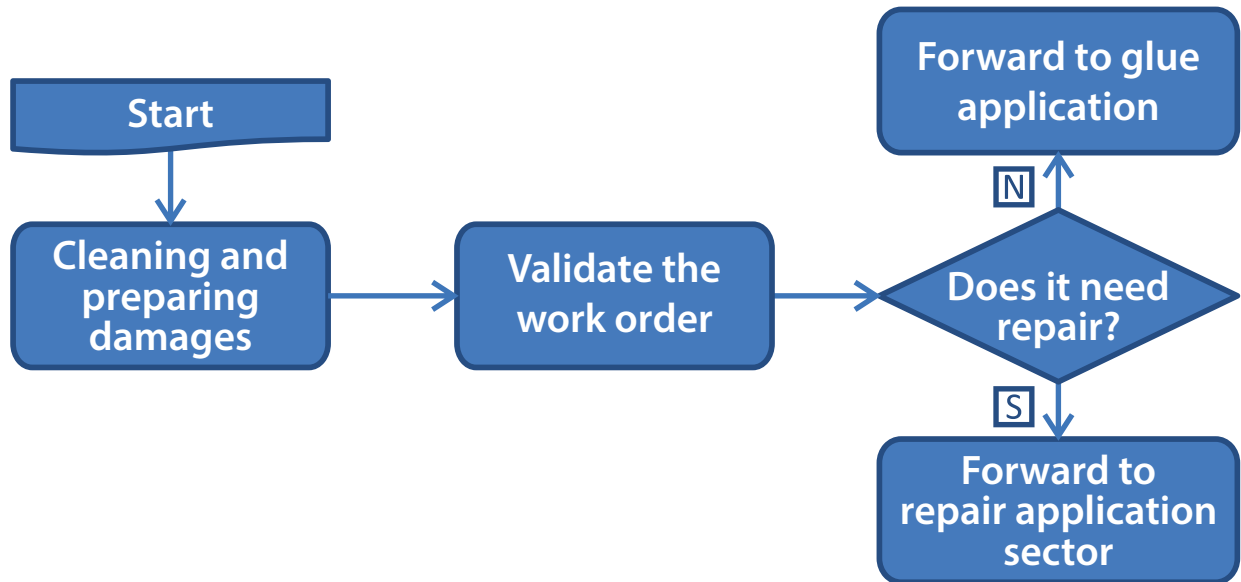 Start
Cleaning and
preparing
damages
Validate the
work order
Does it need
repair?
N
Forward to glue
application
S
Forward to
repair application
sector